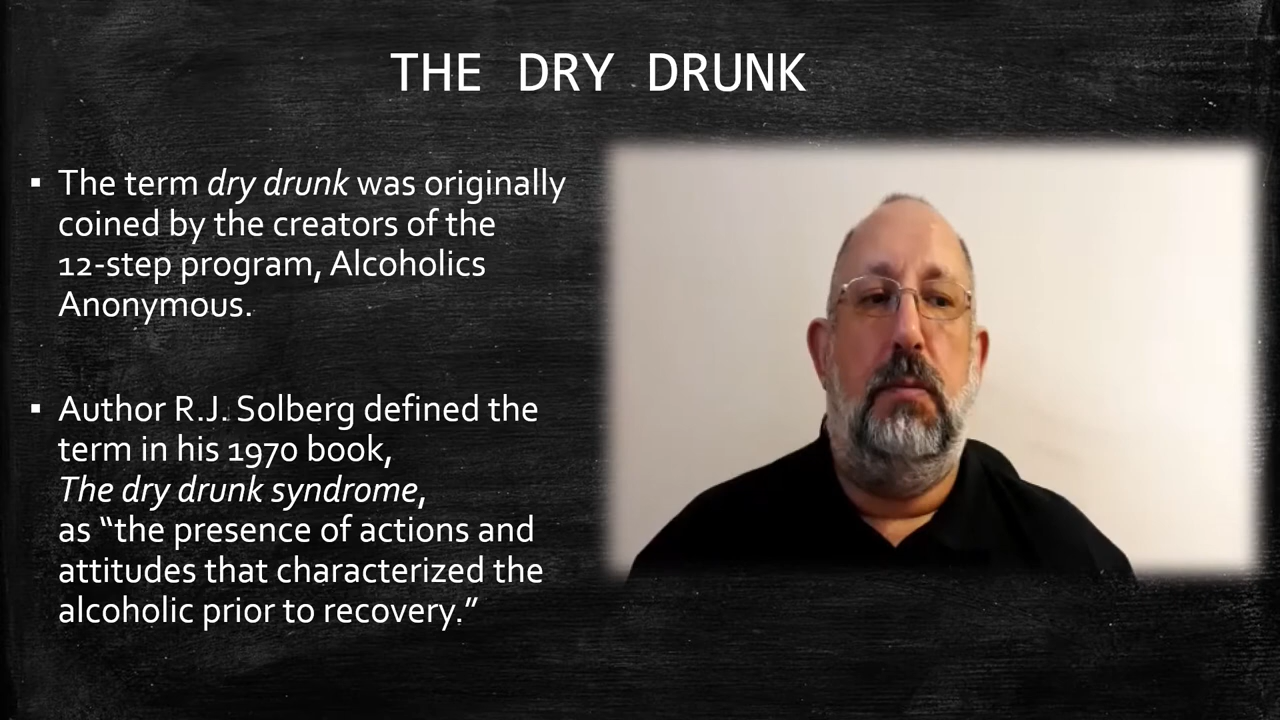 THE DRY DRUNK
▪ The term dry drunk was originally
coined by the creators of the
12-step program, Alcoholics
Anonymous.
▪ Author R.J. Solberg defined the
term in his 1970 book,
The dry drunk syndrome,
as “the presence of actions and
attitudes that characterized the
alcoholic prior to recovery.”